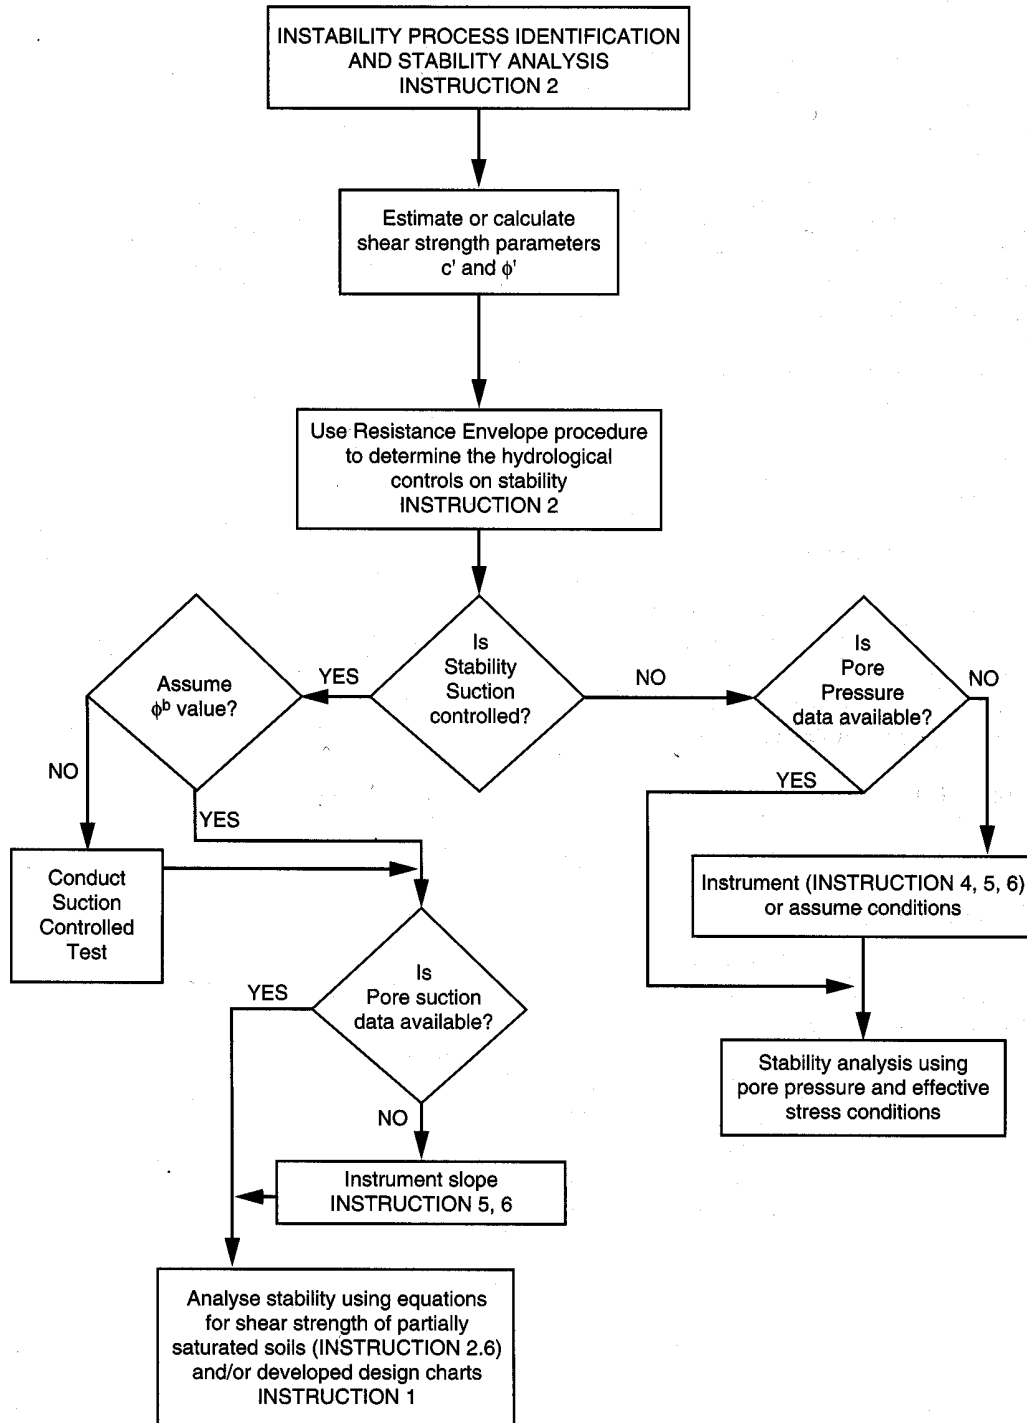 INSTABILITY PROCESS IDENTIFICATION
AND STABILITY ANALYSIS
INSTRUCTION 2
Estimate or calculate
shear strength parameters
c' and ϕ'
Use Resistance Envelope procedure
to determine the hydrological
controls on stability
INSTRUCTION 2
Is
Stability
Suction
controlled?
YES
NO
Assume
ϕᵇ value?
NO
YES
Is
Pore
Pressure
data available?
NO
YES
Conduct
Suction
Controlled
Test
Instrument (INSTRUCTION 4, 5, 6)
or assume conditions
Is
Pore suction
data available?
YES
NO
Stability analysis using
pore pressure and effective
stress conditions
Instrument slope
INSTRUCTION 5, 6
Analyse stability using equations
for shear strength of partially
saturated soils (INSTRUCTION 2.6)
and/or developed design charts
INSTRUCTION 1